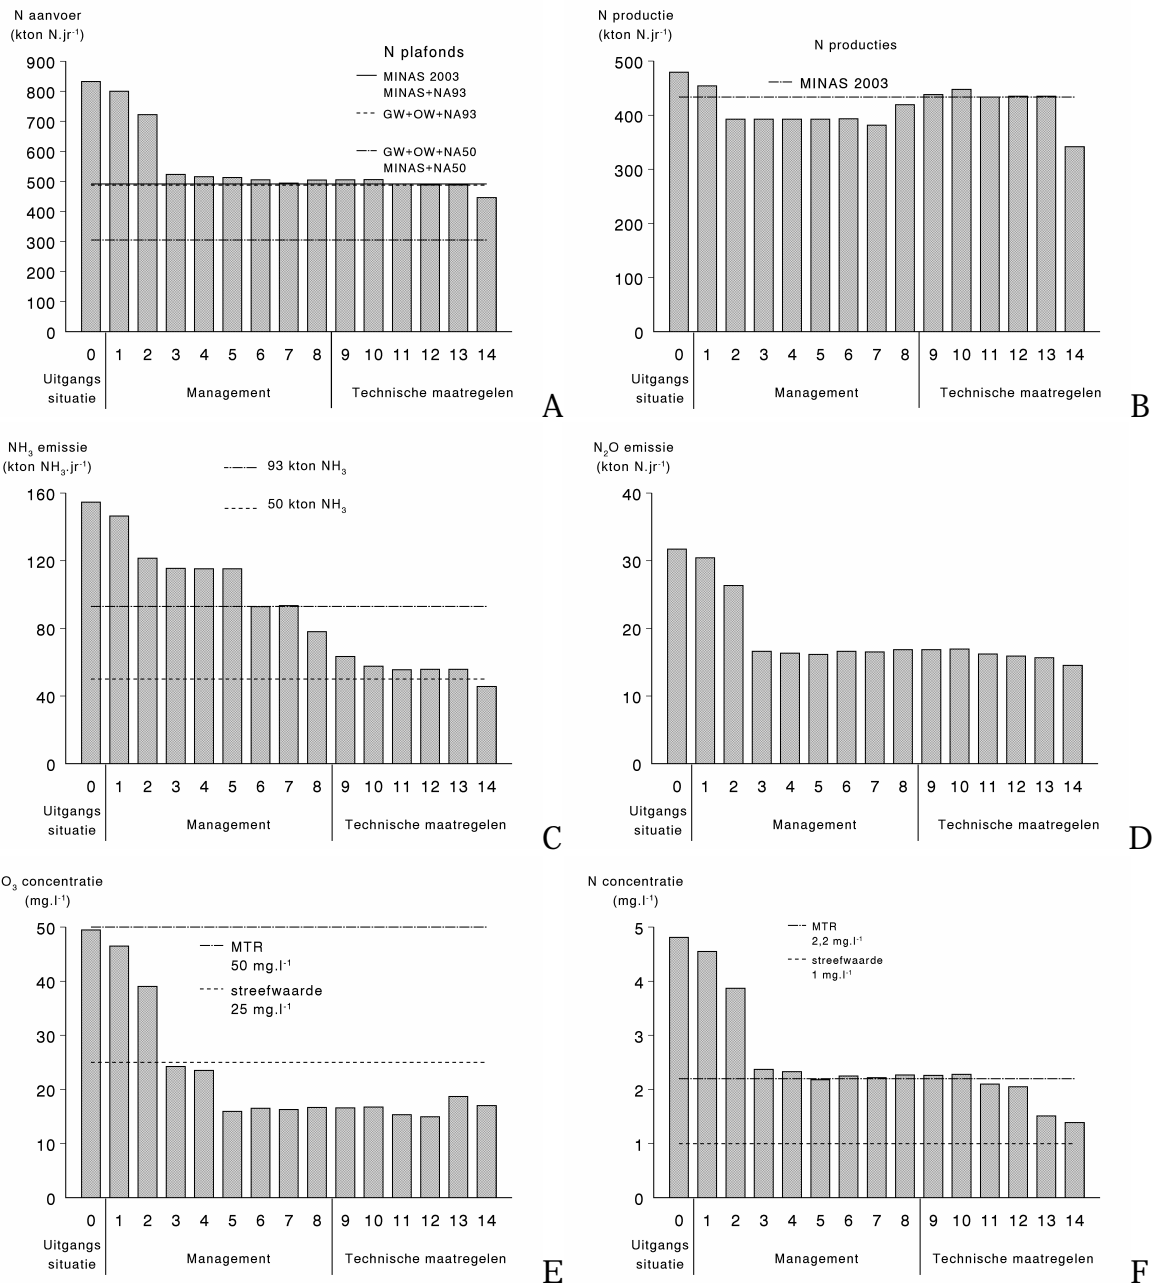 N aanvoer
(kton N.jr⁻¹)
N plafonds
MINAS 2003
MINAS+NA93
GW+OW+NA93
GW+OW+NA50
MINAS+NA50
900
800
700
600
500
400
300
200
100
0
0 1 2 3 4 5 6 7 8 9 10 11 12 13 14
Uitgangs
situatie
Management
Technische maatregelen
A
N productie
(kton N.jr⁻¹)
N producties
MINAS 2003
500
400
300
200
100
0
0 1 2 3 4 5 6 7 8 9 10 11 12 13 14
Uitgangs
situatie
Management
Technische maatregelen
B
NH₃ emissie
(kton NH₃.jr⁻¹)
93 kton NH₃
50 kton NH₃
160
120
80
40
0
0 1 2 3 4 5 6 7 8 9 10 11 12 13 14
Uitgangs
situatie
Management
Technische maatregelen
C
N₂O emissie
(kton N.jr⁻¹)
40
30
20
10
0
0 1 2 3 4 5 6 7 8 9 10 11 12 13 14
Uitgangs
situatie
Management
Technische maatregelen
D
O₃ concentratie
(mg.l⁻¹)
MTR
50 mg.l⁻¹
streefwaarde
25 mg.l⁻¹
50
40
30
20
10
0
0 1 2 3 4 5 6 7 8 9 10 11 12 13 14
Uitgangs
situatie
Management
Technische maatregelen
E
N concentratie
(mg.l⁻¹)
MTR
2,2 mg.l⁻¹
streefwaarde
1 mg.l⁻¹
5
4
3
2
1
0
0 1 2 3 4 5 6 7 8 9 10 11 12 13 14
Uitgangs
situatie
Management
Technische maatregelen
F